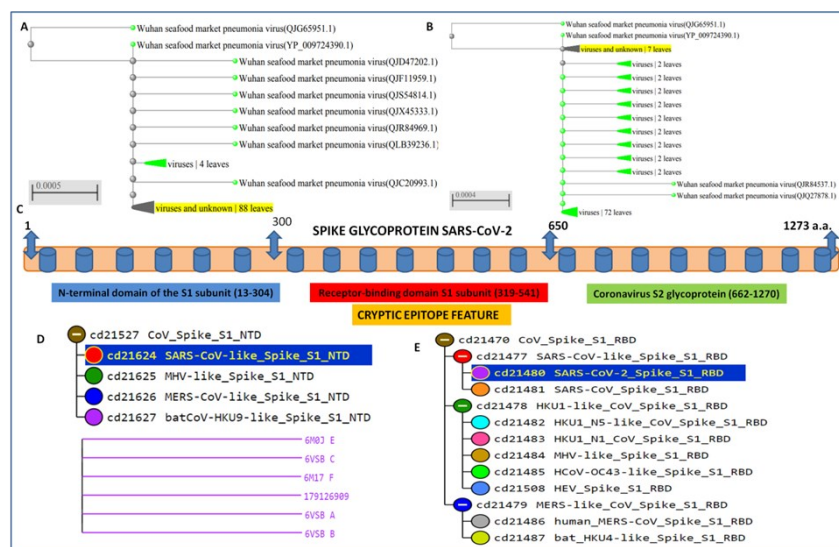 A
Wuhan seafood market pneumonia virus(QJG65951.1)
Wuhan seafood market pneumonia virus(YP_009724390.1)
Wuhan seafood market pneumonia virus(QJD47202.1)
Wuhan seafood market pneumonia virus(QJF11959.1)
Wuhan seafood market pneumonia virus(QJS54814.1)
Wuhan seafood market pneumonia virus(QJX45333.1)
Wuhan seafood market pneumonia virus(QJR84969.1)
Wuhan seafood market pneumonia virus(QLB39236.1)
viruses | 4 leaves
Wuhan seafood market pneumonia virus(QJC20993.1)
viruses and unknown | 88 leaves
0.0005
B
Wuhan seafood market pneumonia virus(QJG65951.1)
Wuhan seafood market pneumonia virus(YP_009724390.1)
viruses and unknown | 7 leaves
viruses | 2 leaves
viruses | 2 leaves
viruses | 2 leaves
viruses | 2 leaves
viruses | 2 leaves
viruses | 2 leaves
viruses | 2 leaves
viruses | 2 leaves
viruses | 2 leaves
Wuhan seafood market pneumonia virus(QJR84537.1)
Wuhan seafood market pneumonia virus(QJQ27878.1)
viruses | 72 leaves
0.0004
C
1
300
SPIKE GLYCOPROTEIN SARS-CoV-2
650
1273 a.a.
N-terminal domain of the S1 subunit (13-304)
Receptor-binding domain S1 subunit (319-541)
Coronavirus S2 glycoprotein (662-1270)
CRYPTIC EPITOPE FEATURE
D
cd21527 CoV_Spike_S1_NTD
cd21624 SARS-CoV-like_Spike_S1_NTD
cd21625 MHV-like_Spike_S1_NTD
cd21626 MERS-CoV-like_Spike_S1_NTD
cd21627 batCoV-HKU9-like_Spike_S1_NTD
6M0J E
6VSB C
6M17 F
179126909
6VSB A
6VSB B
E
cd21470 CoV_Spike_S1_RBD
cd21477 SARS-CoV-like_Spike_S1_RBD
cd21480 SARS-CoV-2_Spike_S1_RBD
cd21481 SARS-CoV_Spike_S1_RBD
cd21478 HKU1-like_CoV_Spike_S1_RBD
cd21482 HKU1_N5-like_CoV_Spike_S1_RBD
cd21483 HKU1_N1_CoV_Spike_S1_RBD
cd21484 MHV-like_Spike_S1_RBD
cd21485 HCoV-OC43-like_Spike_S1_RBD
cd21508 HEV_Spike_S1_RBD
cd21479 MERS-like_CoV_Spike_S1_RBD
cd21486 human_MERS-CoV_Spike_S1_RBD
cd21487 bat_HKU4-like_CoV_Spike_S1_RBD